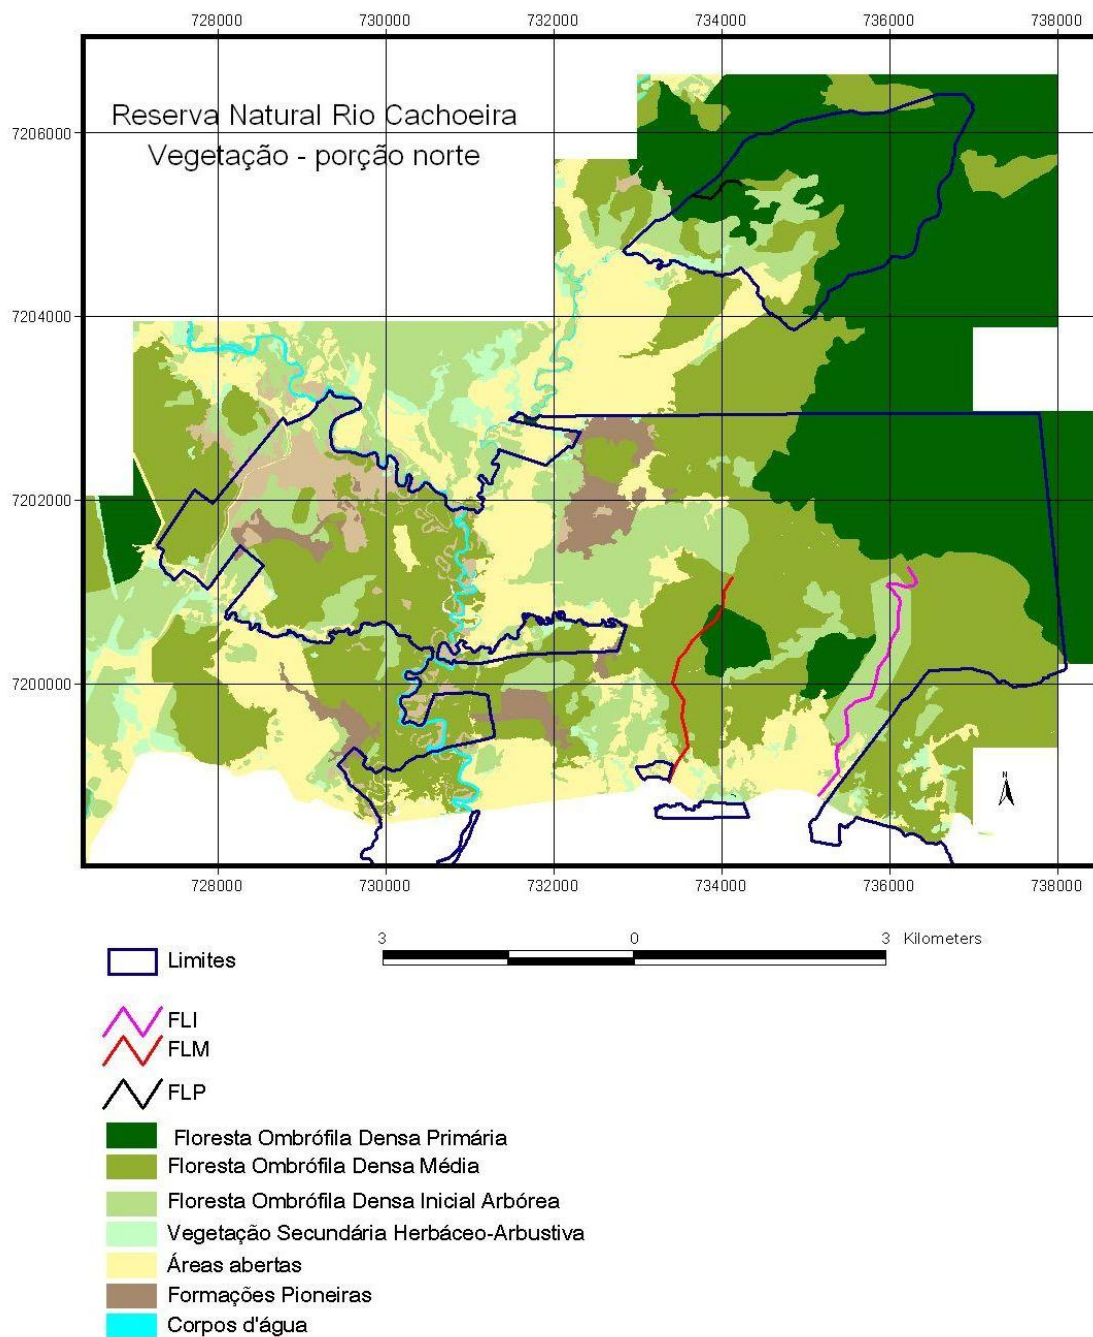 728000 730000 732000 734000 736000 738000
Reserva Natural Rio Cachoeira
Vegetação - porção norte
7206000
7204000
7202000
7200000
N
728000 730000 732000 734000 736000 738000
3 0 3 Kilometers
Limites
FLI
FLM
FLP
Floresta Ombrófila Densa Primária
Floresta Ombrófila Densa Média
Floresta Ombrófila Densa Inicial Arbórea
Vegetação Secundária Herbáceo-Arbustiva
Áreas abertas
Formações Pioneiras
Corpos d'água